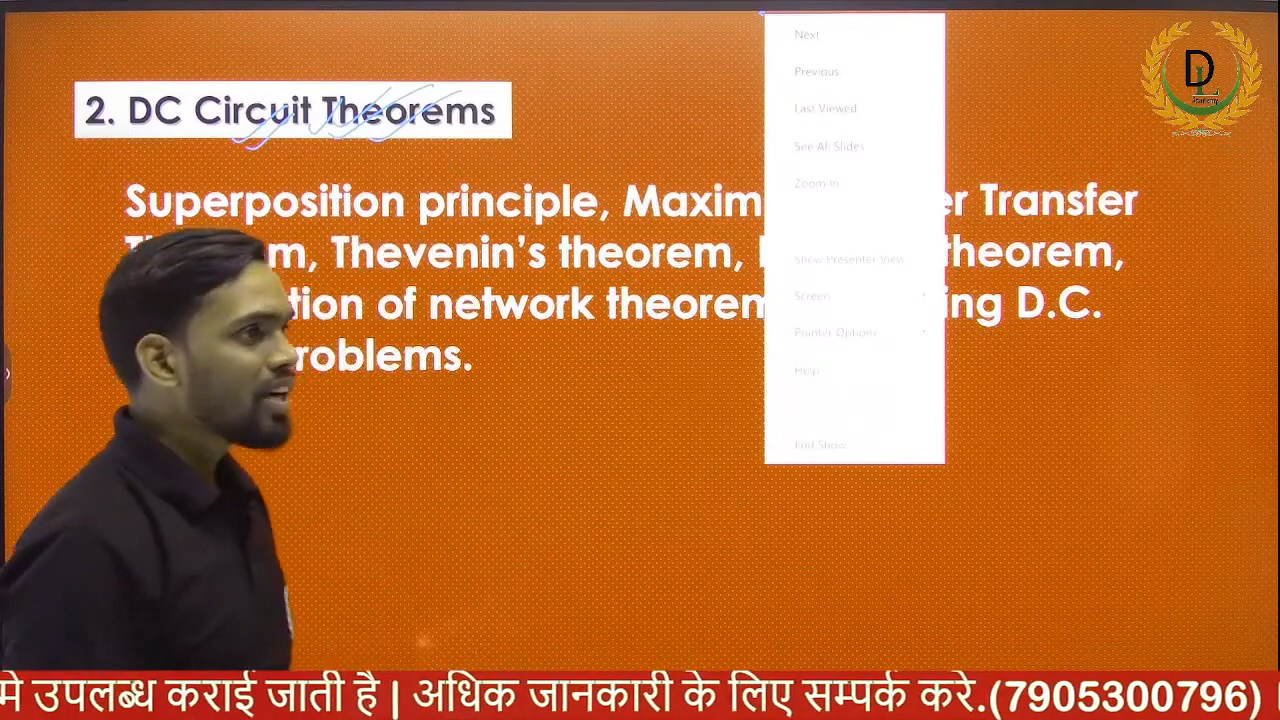 2. DC Circuit Theorems
Superposition principle, Maxim er Transfer
m, Thevenin's theorem, theorem,
tion of network theorem ing D.C.
roblems.
Next
Previous
Last Viewed
See All Slides
Zoom In
Show Presenter View
Screen
Pointer Options
Help
End Show
DL
Academy
मे उपलब्ध कराई जाती है | अधिक जानकारी के लिए सम्पर्क करे.(7905300796)